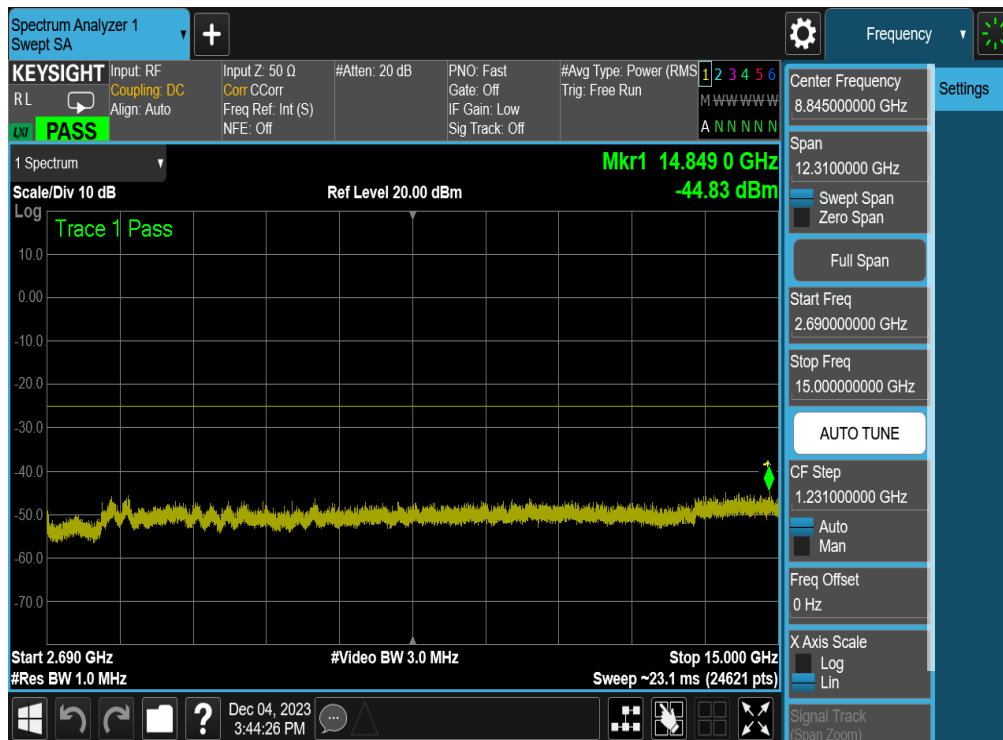 Spectrum Analyzer 1
Swept SA
+
Frequency
KEYSIGHT
RL
LXI PASS
Input: RF
Coupling: DC
Align: Auto
Input Z: 50 Ω
Corr CCorr
Freq Ref: Int (S)
NFE: Off
#Atten: 20 dB
PNO: Fast
Gate: Off
IF Gain: Low
Sig Track: Off
#Avg Type: Power (RMS
Trig: Free Run
1 2 3 4 5 6
M W W W W W
A N N N N N
1 Spectrum
Mkr1 14.849 0 GHz
Scale/Div 10 dB
Ref Level 20.00 dBm
-44.83 dBm
Log
Trace 1 Pass
10.0
0.00
-10.0
-20.0
-30.0
-40.0
-50.0
-60.0
-70.0
1
Start 2.690 GHz
#Video BW 3.0 MHz
Stop 15.000 GHz
#Res BW 1.0 MHz
Sweep ~23.1 ms (24621 pts)
Center Frequency
8.845000000 GHz
Span
12.3100000 GHz
Swept Span
Zero Span
Full Span
Start Freq
2.690000000 GHz
Stop Freq
15.000000000 GHz
AUTO TUNE
CF Step
1.231000000 GHz
Auto
Man
Freq Offset
0 Hz
X Axis Scale
Log
Lin
Signal Track
(Span Zoom)
Settings
?
Dec 04, 2023
3:44:26 PM